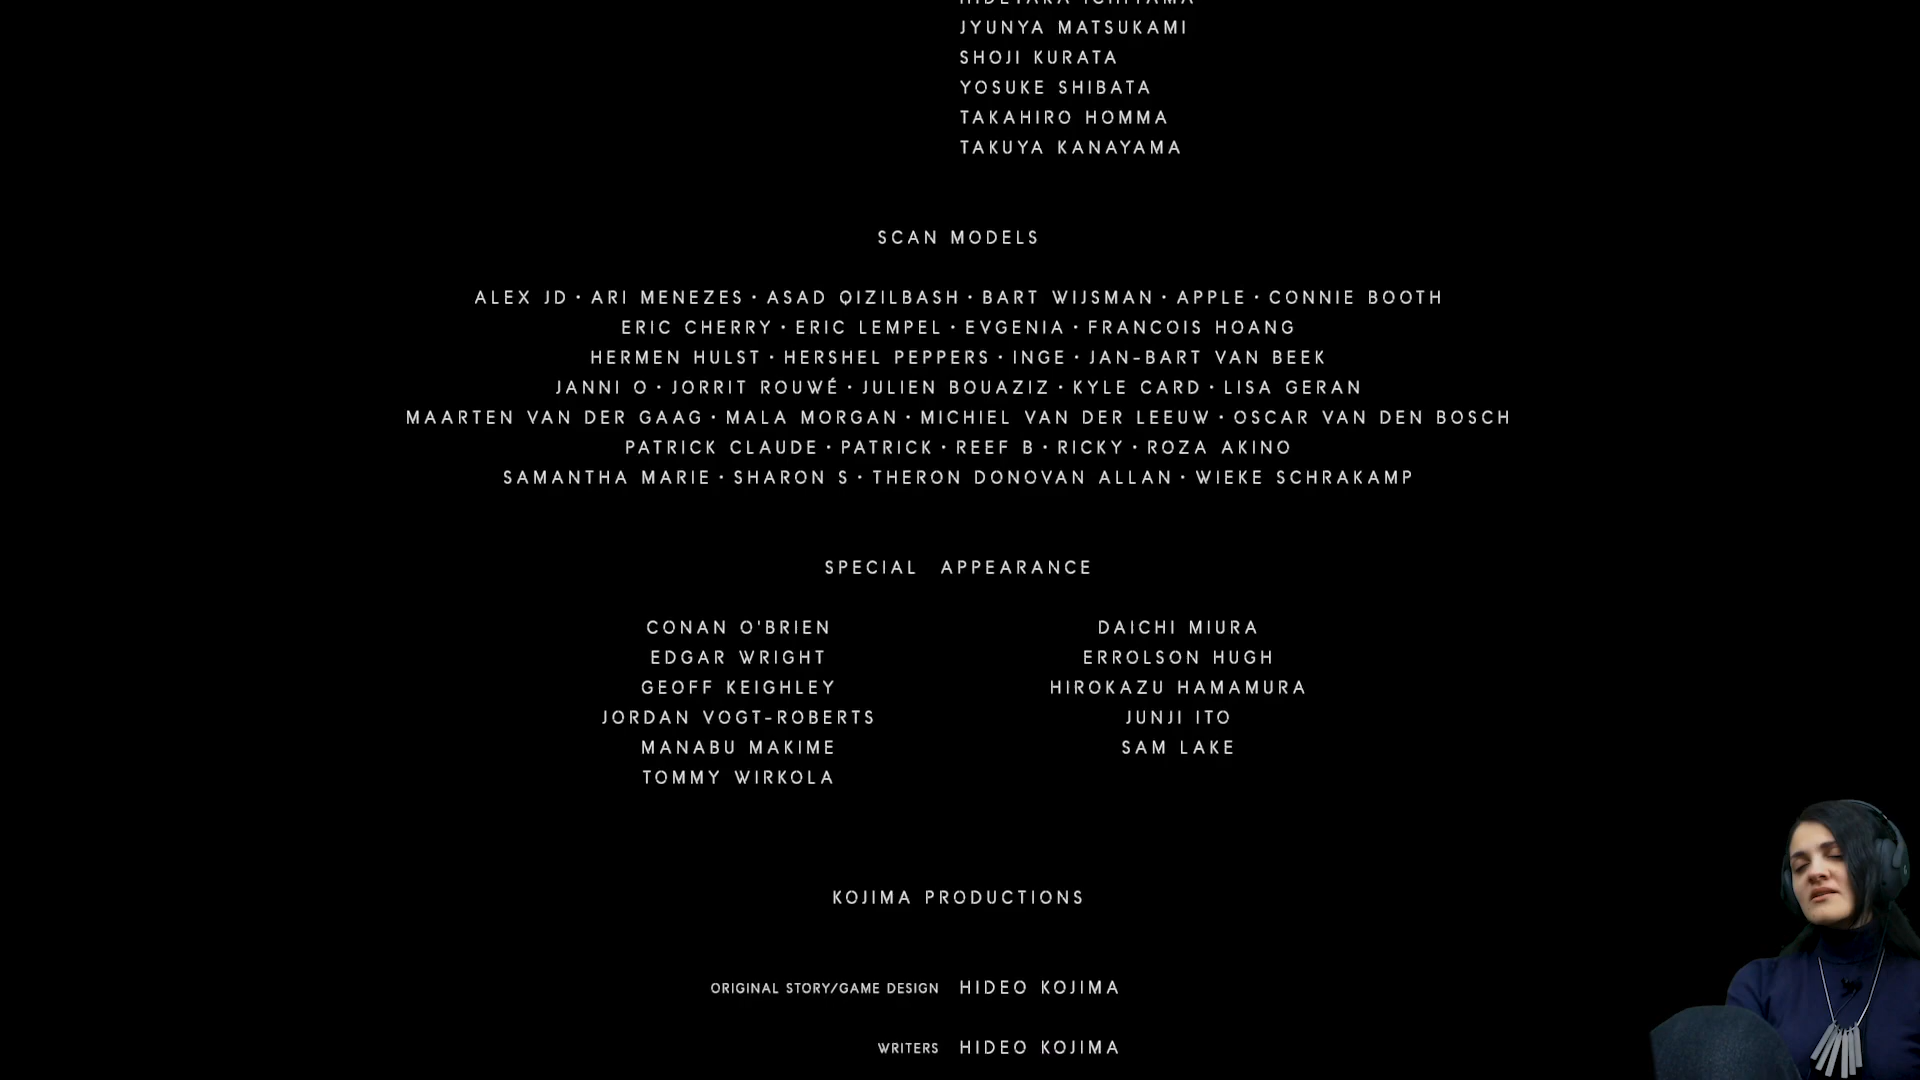 JYUNYA MATSUKAMI
SHOJI KURATA
YOSUKE SHIBATA
TAKAHIRO HOMMA
TAKUYA KANAYAMA
SCAN MODELS
ALEX JD · ARI MENEZES · ASAD QIZILBASH · BART WIJSMAN · APPLE · CONNIE BOOTH
ERIC CHERRY · ERIC LEMPEL · EVGENIA · FRANCOIS HOANG
HERMEN HULST · HERSHEL PEPPERS · INGE · JAN-BART VAN BEEK
JANNI O · JORRIT ROUWÉ · JULIEN BOUAZIZ · KYLE CARD · LISA GERAN
MAARTEN VAN DER GAAG · MALA MORGAN · MICHIEL VAN DER LEEUW · OSCAR VAN DEN BOSCH
PATRICK CLAUDE · PATRICK · REEF B · RICKY · ROZA AKINO
SAMANTHA MARIE · SHARON S · THERON DONOVAN ALLAN · WIEKE SCHRAKAMP
SPECIAL APPEARANCE
CONAN O'BRIEN
EDGAR WRIGHT
GEOFF KEIGHLEY
JORDAN VOGT-ROBERTS
MANABU MAKIME
TOMMY WIRKOLA
DAICHI MIURA
ERROLSON HUGH
HIROKAZU HAMAMURA
JUNJI ITO
SAM LAKE
KOJIMA PRODUCTIONS
ORIGINAL STORY/GAME DESIGN HIDEO KOJIMA
WRITERS HIDEO KOJIMA